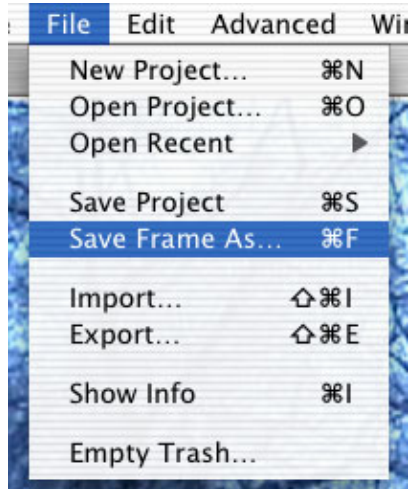 File Edit Advanced
New Project... ⌘N
Open Project... ⌘O
Open Recent ▶
Save Project ⌘S
Save Frame As... ⌘F
Import... ⇧⌘I
Export... ⇧⌘E
Show Info ⌘I
Empty Trash...